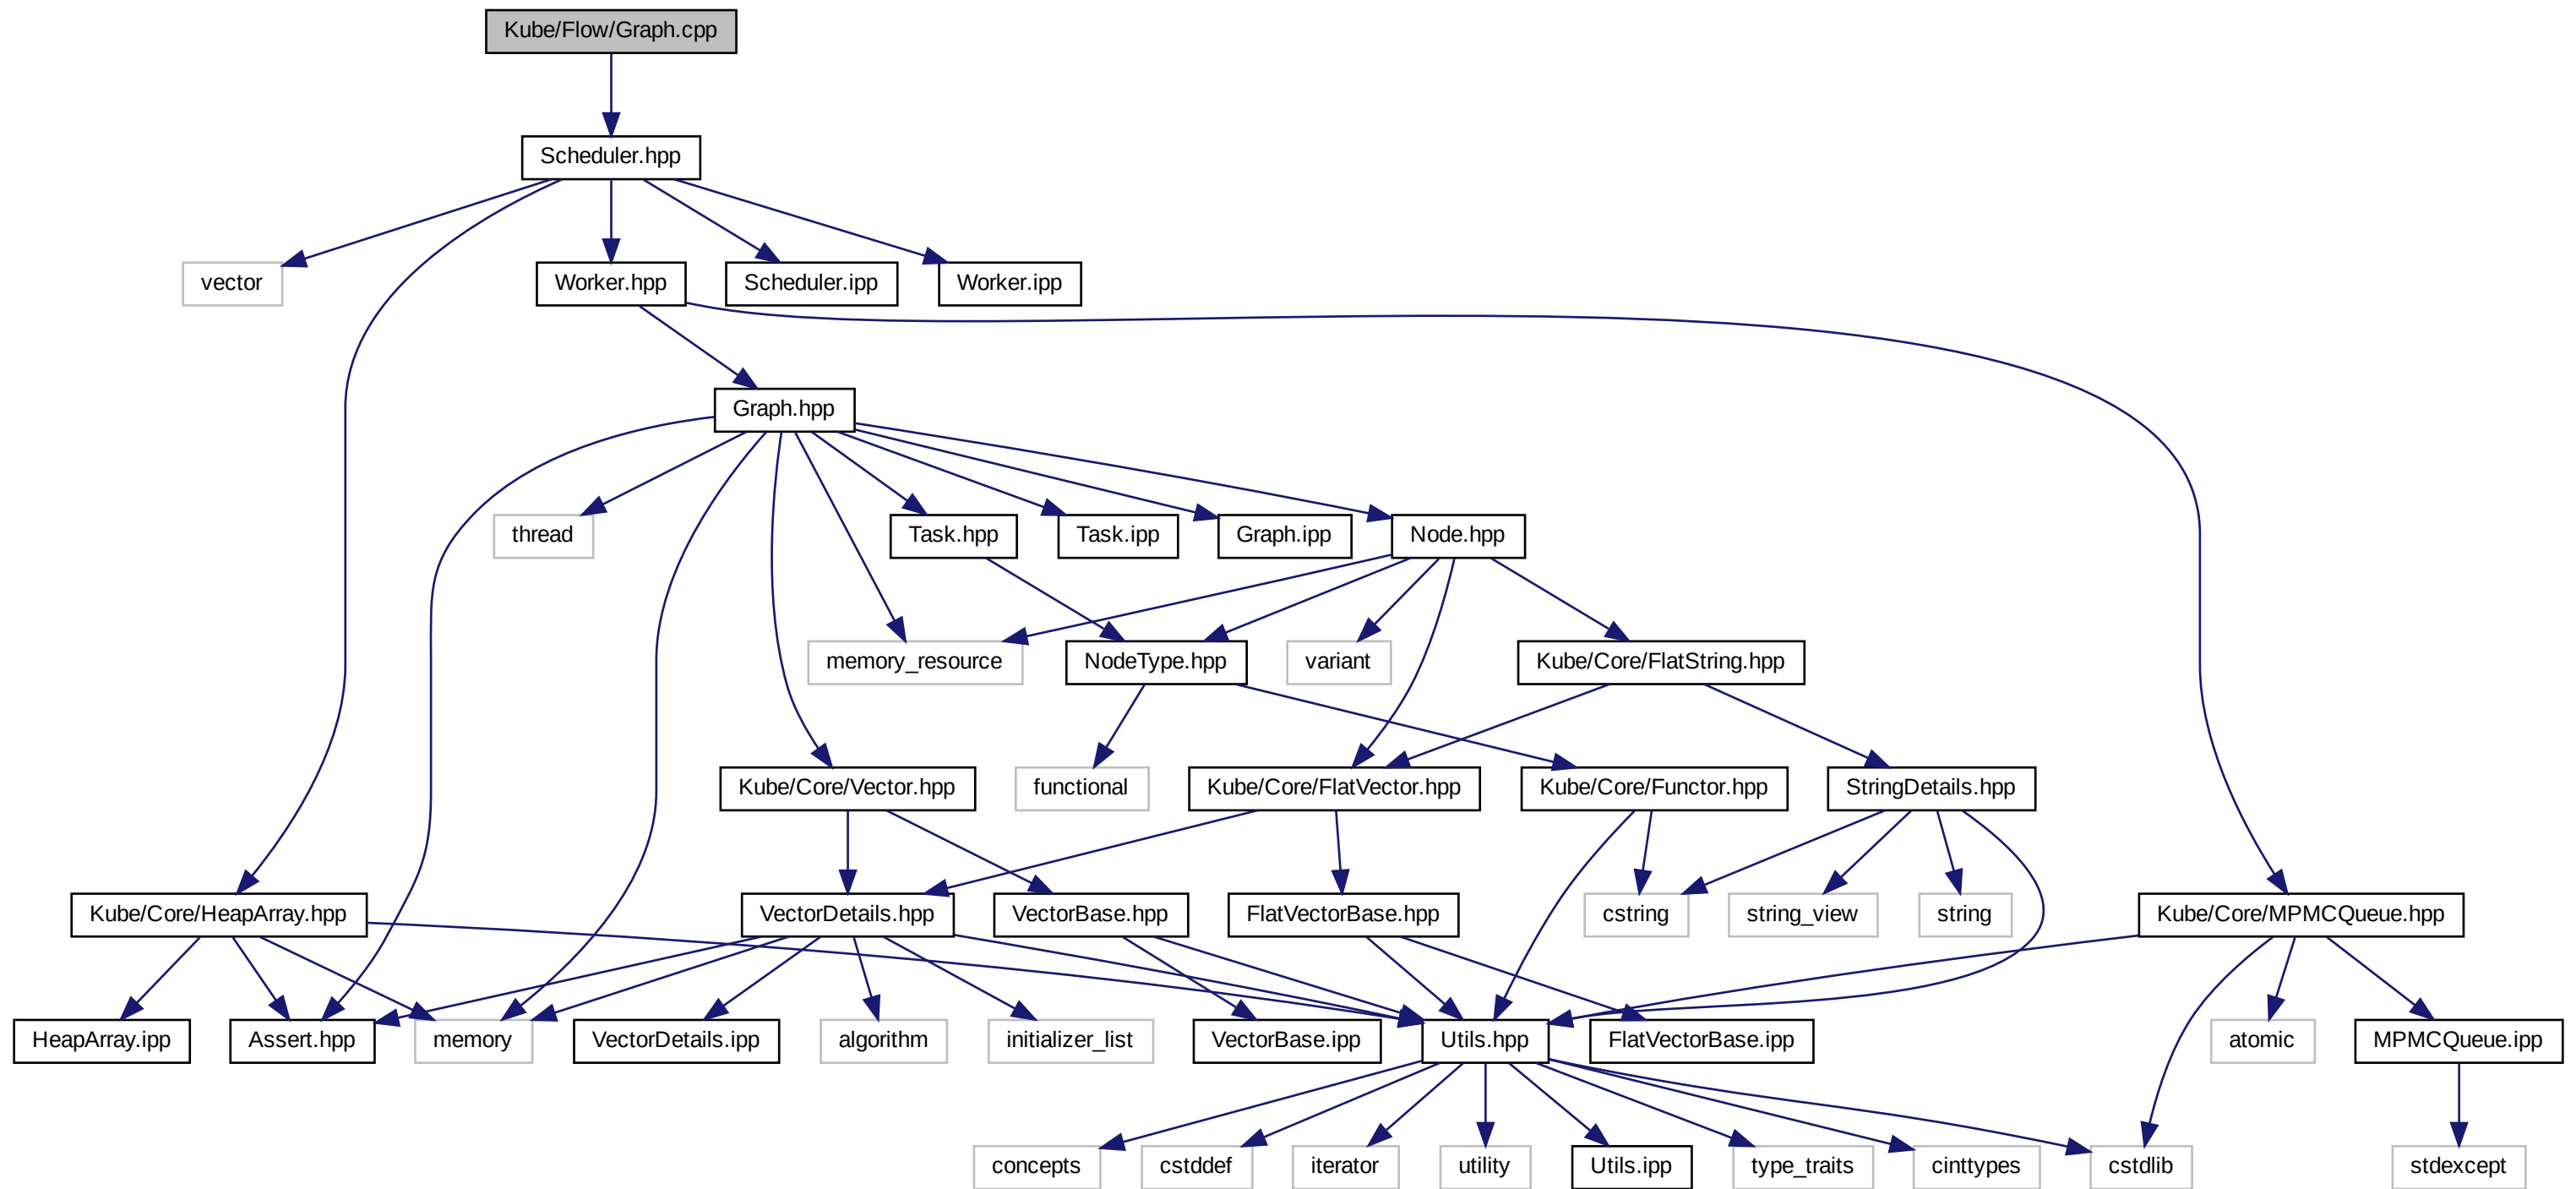 Kube/Flow/Graph.cpp
Scheduler.hpp
vector
Worker.hpp
Scheduler.ipp
Worker.ipp
Graph.hpp
thread
Task.hpp
Task.ipp
Graph.ipp
Node.hpp
memory_resource
NodeType.hpp
variant
Kube/Core/FlatString.hpp
Kube/Core/Vector.hpp
functional
Kube/Core/FlatVector.hpp
Kube/Core/Functor.hpp
StringDetails.hpp
Kube/Core/HeapArray.hpp
VectorDetails.hpp
VectorBase.hpp
FlatVectorBase.hpp
cstring
string_view
string
Kube/Core/MPMCQueue.hpp
HeapArray.ipp
Assert.hpp
memory
VectorDetails.ipp
algorithm
initializer_list
VectorBase.ipp
Utils.hpp
FlatVectorBase.ipp
atomic
MPMCQueue.ipp
concepts
cstddef
iterator
utility
Utils.ipp
type_traits
cinttypes
cstdlib
stdexcept